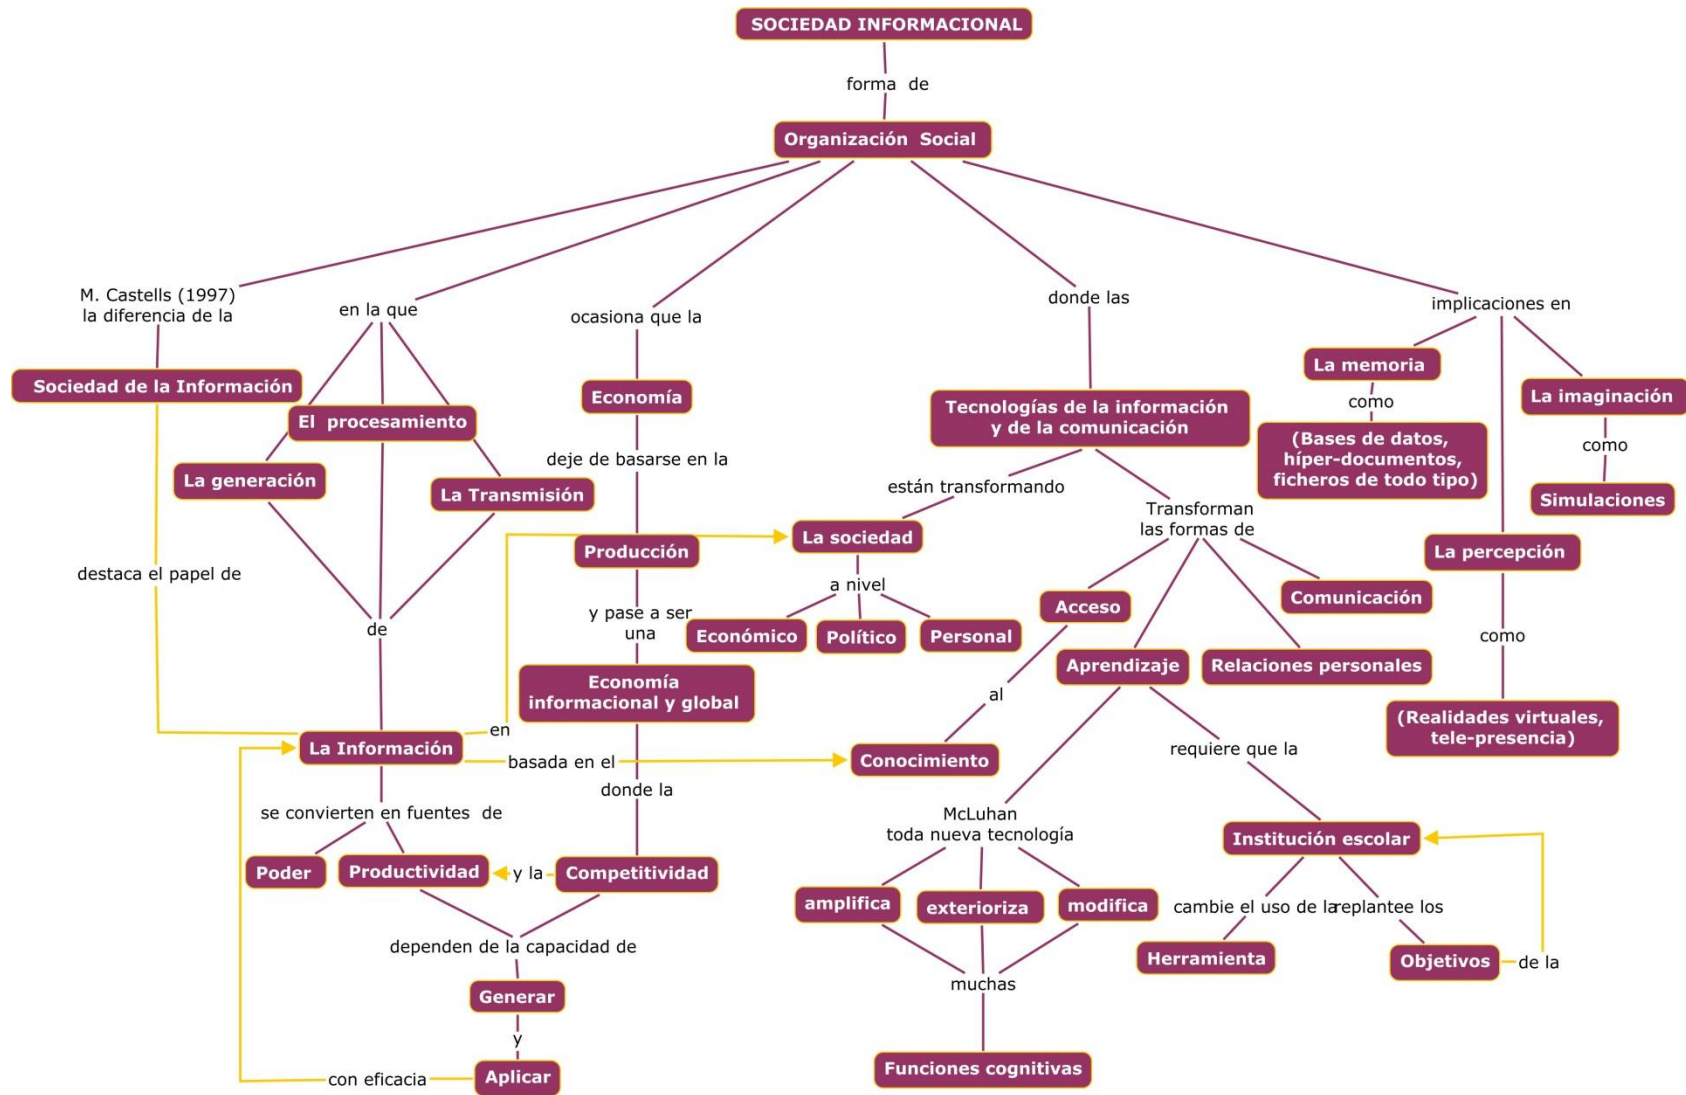 SOCIEDAD INFORMACIONAL
forma de
Organización Social
M. Castells (1997)
la diferencia de la
Sociedad de la Información
destaca el papel de
en la que
El procesamiento
La generación
La Transmisión
de
La Información
en
basada en el
se convierten en fuentes de
Poder
Productividad
y la
Competitividad
dependen de la capacidad de
Generar
y
Aplicar
con eficacia
ocasiona que la
Economía
deje de basarse en la
Producción
y pase a ser
una
Economía
informacional y global
donde la
donde las
Tecnologías de la información
y de la comunicación
están transformando
La sociedad
a nivel
Económico
Político
Personal
Transforman
las formas de
Acceso
al
Conocimiento
Aprendizaje
Relaciones personales
Comunicación
McLuhan
toda nueva tecnología
amplifica
exterioriza
modifica
muchas
Funciones cognitivas
requiere que la
Institución escolar
cambie el uso de la
replantee los
Herramienta
Objetivos
de la
implicaciones en
La memoria
como
(Bases de datos,
híper-documentos,
ficheros de todo tipo)
La imaginación
como
Simulaciones
La percepción
como
(Realidades virtuales,
tele-presencia)